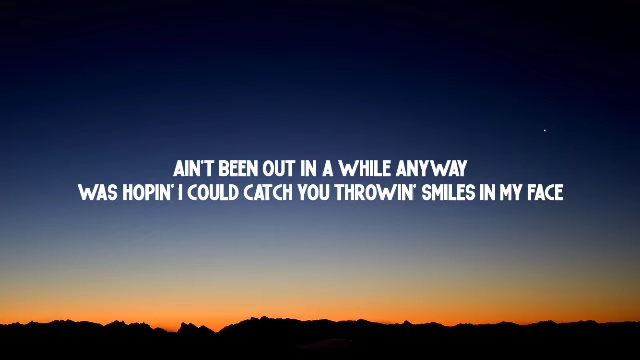 AIN'T BEEN OUT IN A WHILE ANYWAY
WAS HOPIN' I COULD CATCH YOU THROWIN' SMILES IN MY FACE